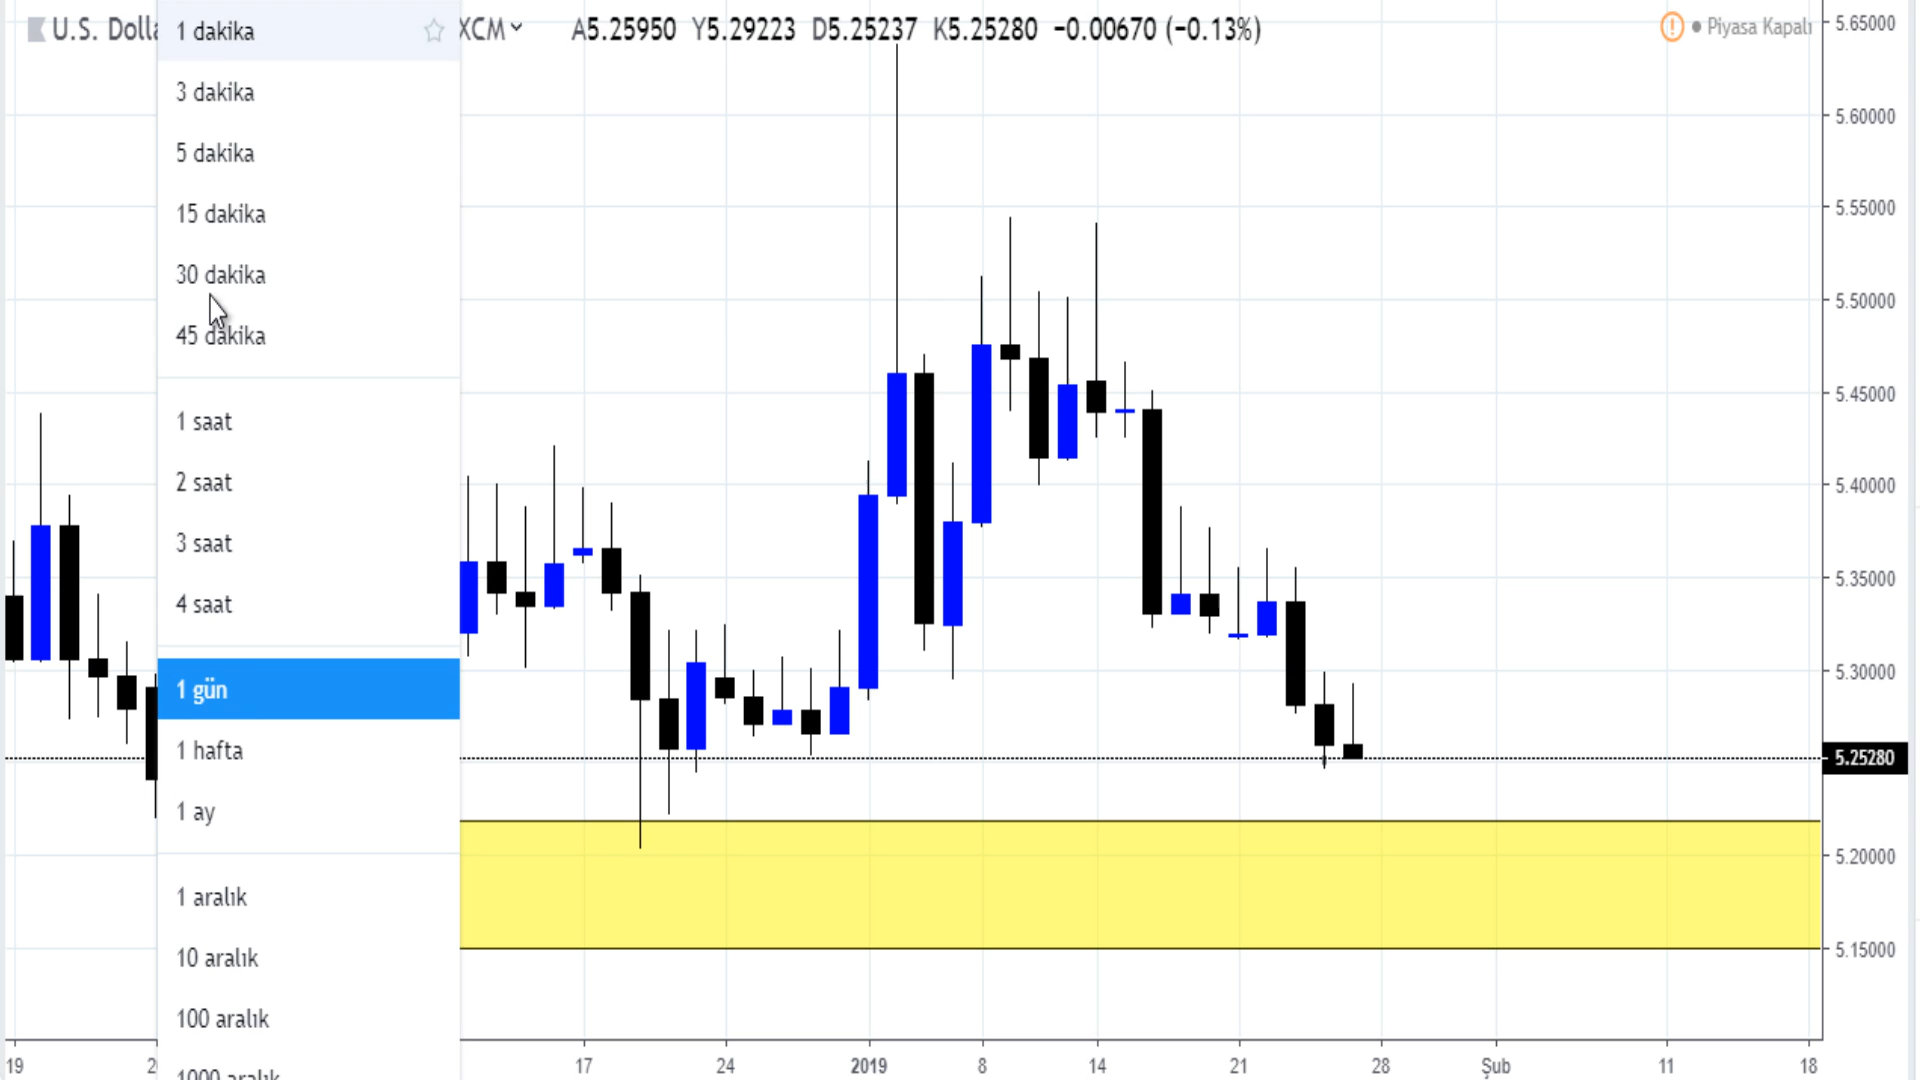 U.S. Dolla
XCM
A5.25950 Y5.29223 D5.25237 K5.25280 −0.00670 (−0.13%)
Piyasa Kapalı
1 dakika
3 dakika
5 dakika
15 dakika
30 dakika
45 dakika
1 saat
2 saat
3 saat
4 saat
1 gün
1 hafta
1 ay
1 aralık
10 aralık
100 aralık
1000 aralık
5.65000
5.60000
5.55000
5.50000
5.45000
5.40000
5.35000
5.30000
5.25280
5.20000
5.15000
19 2 17 24 2019 8 14 21 28 Şub 11 18